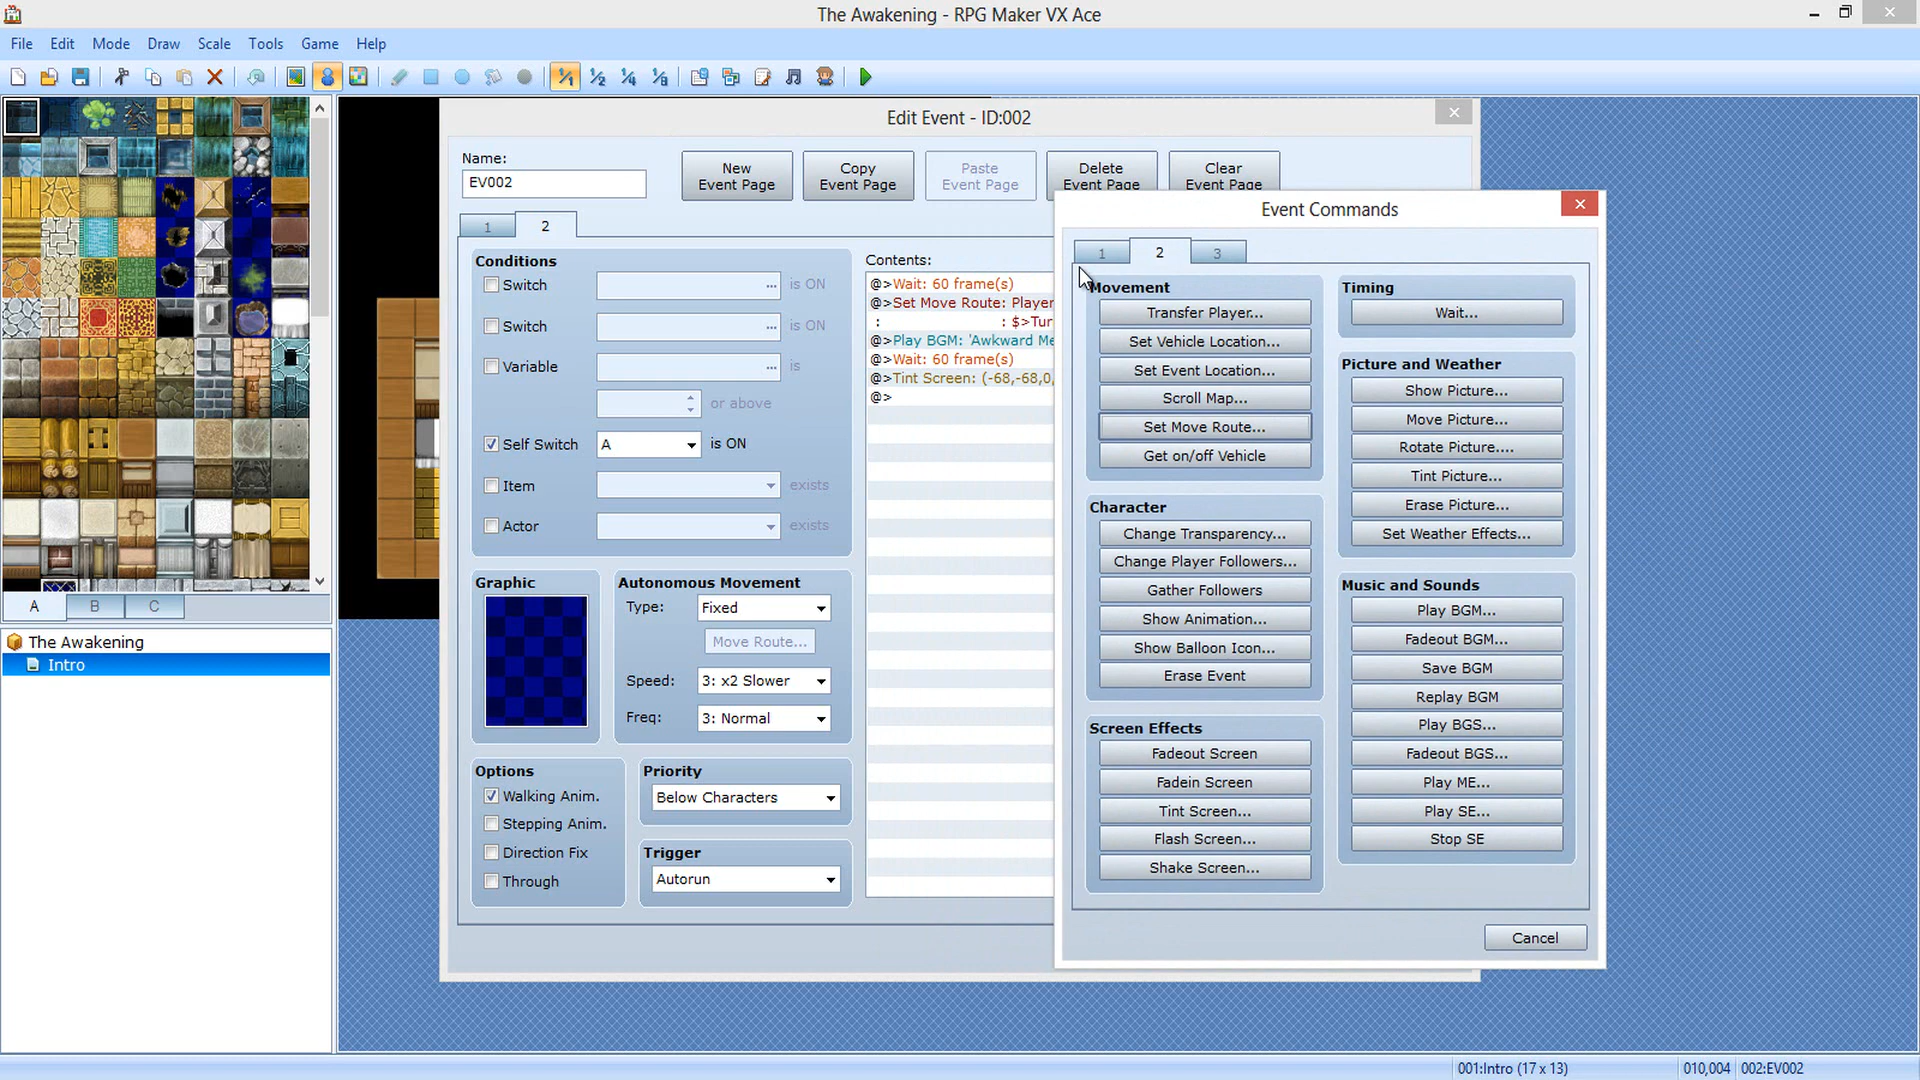 The Awakening - RPG Maker VX Ace
File Edit Mode Draw Scale Tools Game Help
1/1 1/2 1/4 1/8
Edit Event - ID:002
Name:
EV002
New Event Page
Copy Event Page
Paste Event Page
Delete Event Page
Clear Event Page
1 2
Conditions
Switch ... is ON
Switch ... is ON
Variable ... is
or above
Self Switch A is ON
Item exists
Actor exists
Graphic
Autonomous Movement
Type: Fixed
Move Route...
Speed: 3: x2 Slower
Freq: 3: Normal
Options
Walking Anim.
Stepping Anim.
Direction Fix
Through
Priority
Below Characters
Trigger
Autorun
Contents:
@>Wait: 60 frame(s)
@>Set Move Route: Player
: : $>Tur
@>Play BGM: 'Awkward Me
@>Wait: 60 frame(s)
@>Tint Screen: (-68,-68,0,
@>
Event Commands
1 2 3
Movement
Transfer Player...
Set Vehicle Location...
Set Event Location...
Scroll Map...
Set Move Route...
Get on/off Vehicle
Character
Change Transparency...
Change Player Followers...
Gather Followers
Show Animation...
Show Balloon Icon...
Erase Event
Screen Effects
Fadeout Screen
Fadein Screen
Tint Screen...
Flash Screen...
Shake Screen...
Timing
Wait...
Picture and Weather
Show Picture...
Move Picture...
Rotate Picture....
Tint Picture...
Erase Picture...
Set Weather Effects...
Music and Sounds
Play BGM...
Fadeout BGM...
Save BGM
Replay BGM
Play BGS...
Fadeout BGS...
Play ME...
Play SE...
Stop SE
Cancel
A B C
The Awakening
Intro
001:Intro (17 x 13) 010,004 002:EV002